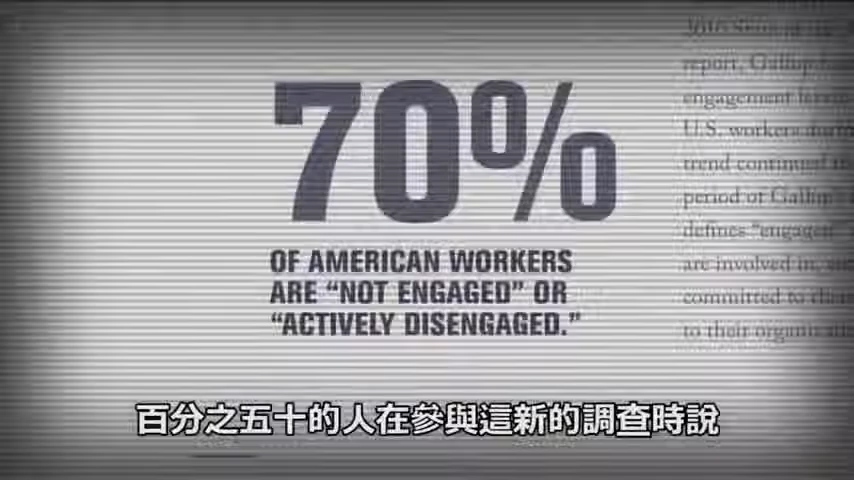 70%
OF AMERICAN WORKERS
ARE “NOT ENGAGED” OR
“ACTIVELY DISENGAGED.”
report, Gallup
engagement
U.S. workers during
trend continued
period of Gallup
defines “engaged”
are involved in,
committed to
to their
百分之五十的人在參與這新的調查時說